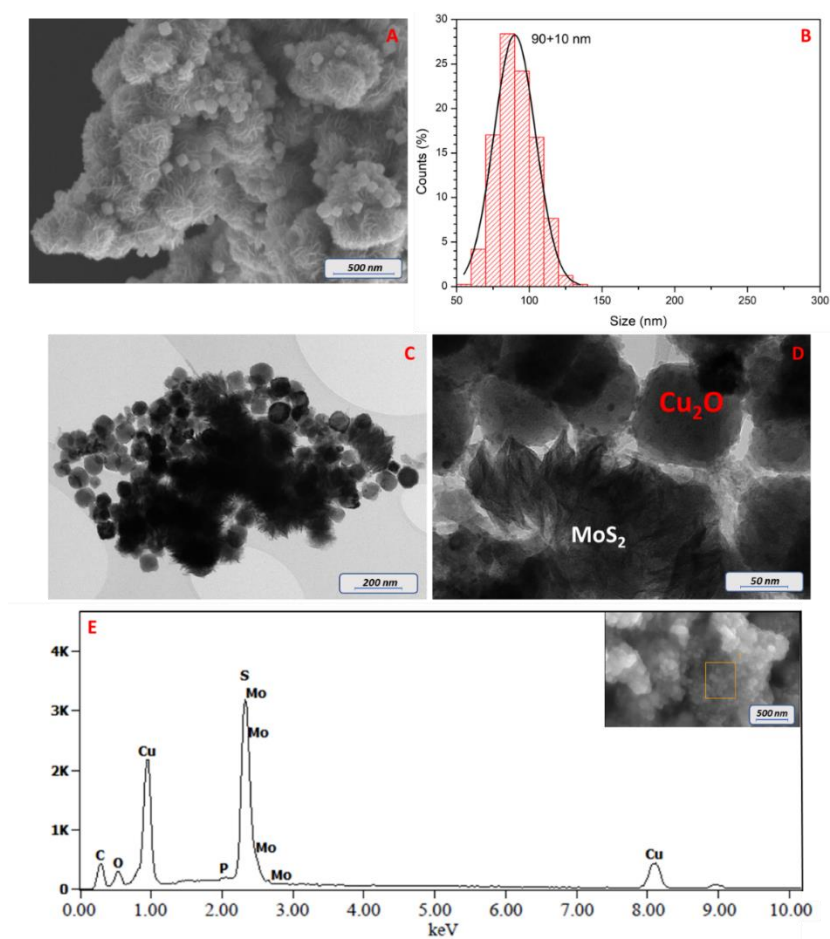 A
500 nm
B
90+10 nm
Counts (%)
30
25
20
15
10
5
0
50 100 150 200 250 300
Size (nm)
C
200 nm
D
Cu₂O
MoS₂
50 nm
E
500 nm
4K
3K
2K
1K
0
C
O
Cu
P
S
Mo
Mo
Mo
Mo
Cu
0.00 1.00 2.00 3.00 4.00 5.00 6.00 7.00 8.00 9.00 10.00
keV